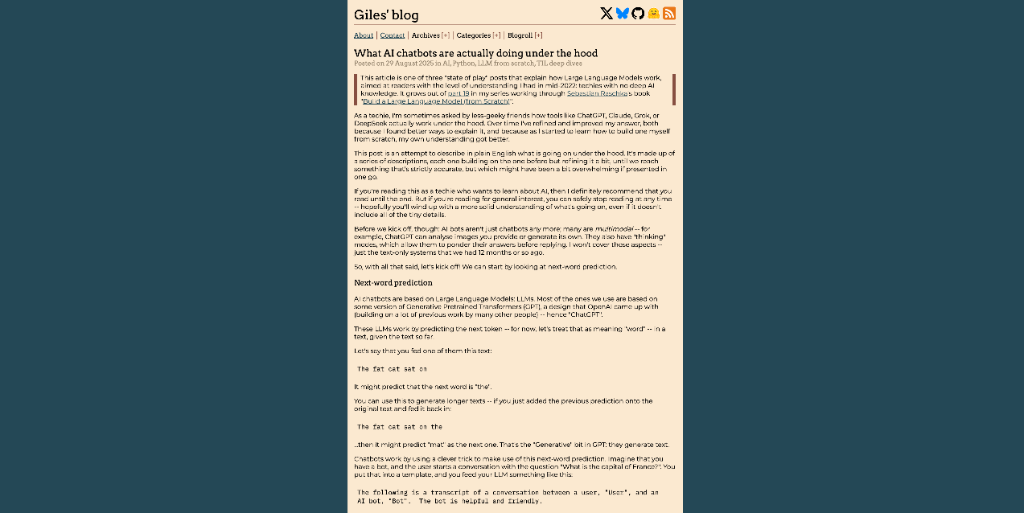 Giles' blog
About | Contact | Archives [+] | Categories [+] | Blogroll [+]
What AI chatbots are actually doing under the hood
Posted on 29 August 2025 in AI, Python, LLM from scratch, TIL deep dives
This article is one of three "state of play" posts that explain how Large Language Models work,
aimed at readers with the level of understanding I had in mid-2022: techies with no deep AI
knowledge. It grows out of part 19 in my series working through Sebastian Raschka's book
"Build a Large Language Model (from Scratch)".
As a techie, I'm sometimes asked by less-geeky friends how tools like ChatGPT, Claude, Grok, or
DeepSeek actually work under the hood. Over time I've refined and improved my answer, both
because I found better ways to explain it, and because as I started to learn how to build one myself
from scratch, my own understanding got better.
This post is an attempt to describe in plain English what is going on under the hood. It's made up of
a series of descriptions, each one building on the one before but refining it a bit, until we reach
something that's strictly accurate, but which might have been a bit overwhelming if presented in
one go.
If you're reading this as a techie who wants to learn about AI, then I definitely recommend that you
read until the end. But if you're reading for general interest, you can safely stop reading at any time
-- hopefully you'll wind up with a more solid understanding of what's going on, even if it doesn't
include all of the tiny details.
Before we kick off, though: AI bots aren't just chatbots any more; many are multimodal -- for
example, ChatGPT can analyse images you provide or generate its own. They also have "thinking"
modes, which allow them to ponder their answers before replying. I won't cover those aspects --
just the text-only systems that we had 12 months or so ago.
So, with all that said, let's kick off! We can start by looking at next-word prediction.
Next-word prediction
AI chatbots are based on Large Language Models: LLMs. Most of the ones we use are based on
some version of Generative Pretrained Transformers (GPT), a design that OpenAI came up with
(building on a lot of previous work by many other people) -- hence "ChatGPT".
These LLMs work by predicting the next token -- for now, let's treat that as meaning "word" -- in a
text, given the text so far.
Let's say that you fed one of them this text:
The fat cat sat on
It might predict that the next word is "the".
You can use this to generate longer texts -- if you just added the previous prediction onto the
original text and fed it back in:
The fat cat sat on the
...then it might predict "mat" as the next one. That's the "Generative" bit in GPT: they generate text.
Chatbots work by using a clever trick to make use of this next-word prediction. Imagine that you
have a bot, and the user starts a conversation with the question "What is the capital of France?". You
put that into a template, and you feed your LLM something like this:
The following is a transcript of a conversation between a user, "User", and an
AI bot, "Bot".  The bot is helpful and friendly.